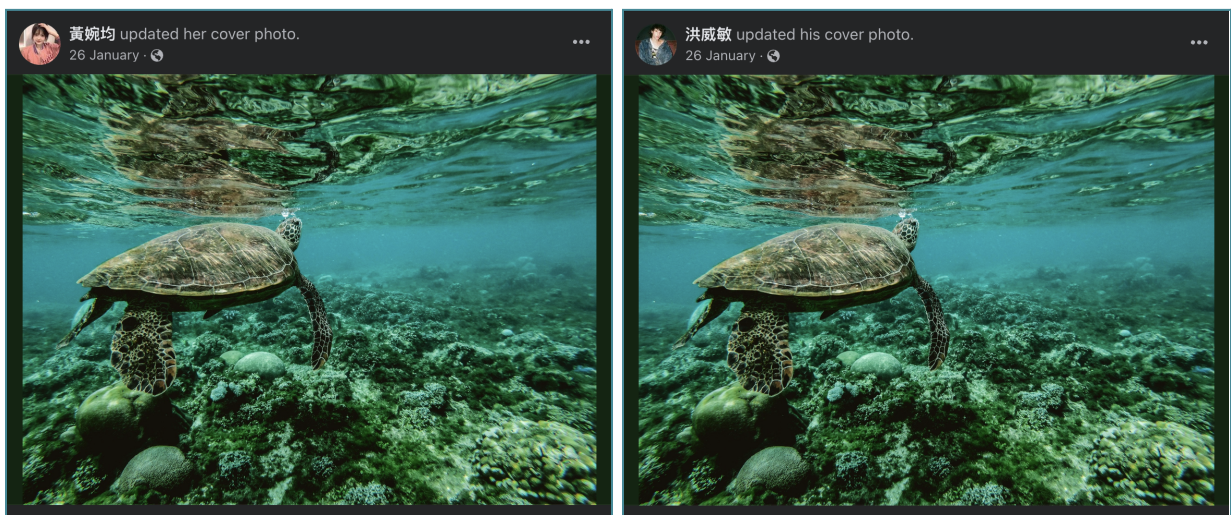 黃婉均 updated her cover photo.
26 January ·
洪威敏 updated his cover photo.
26 January ·